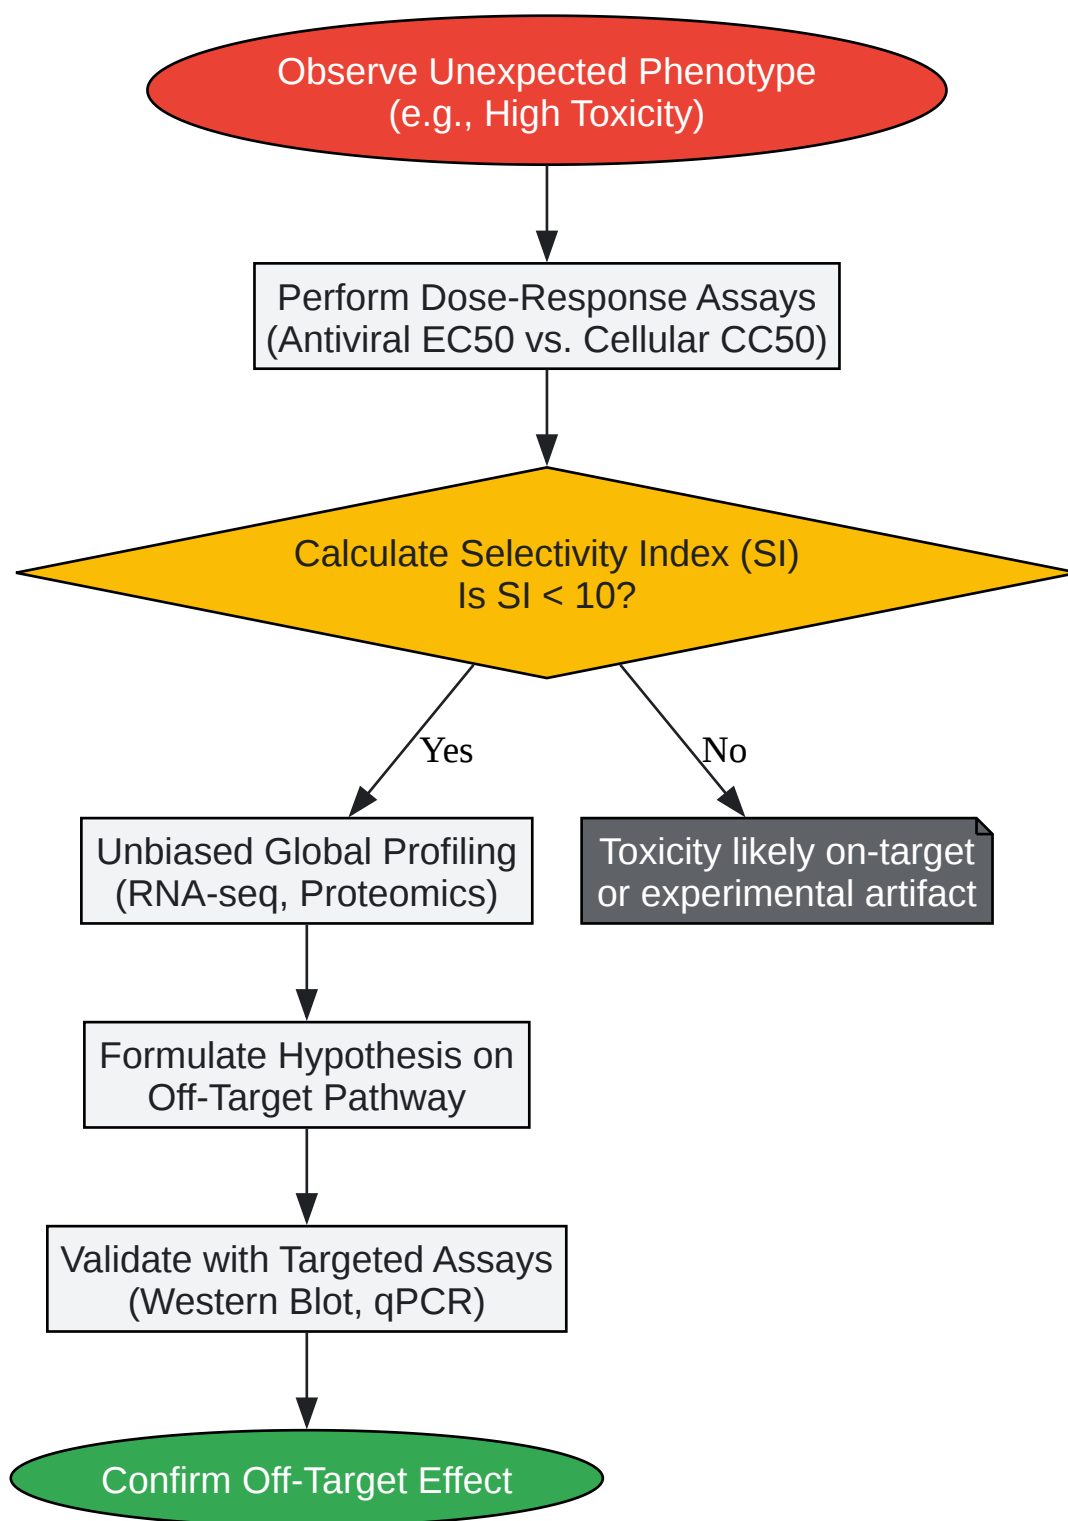 Observe Unexpected Phenotype
(e.g., High Toxicity)
Perform Dose-Response Assays
(Antiviral EC50 vs. Cellular CC50)
Calculate Selectivity Index (SI)
Is SI < 10?
Yes
No
Unbiased Global Profiling
(RNA-seq, Proteomics)
Toxicity likely on-target
or experimental artifact
Formulate Hypothesis on
Off-Target Pathway
Validate with Targeted Assays
(Western Blot, qPCR)
Confirm Off-Target Effect